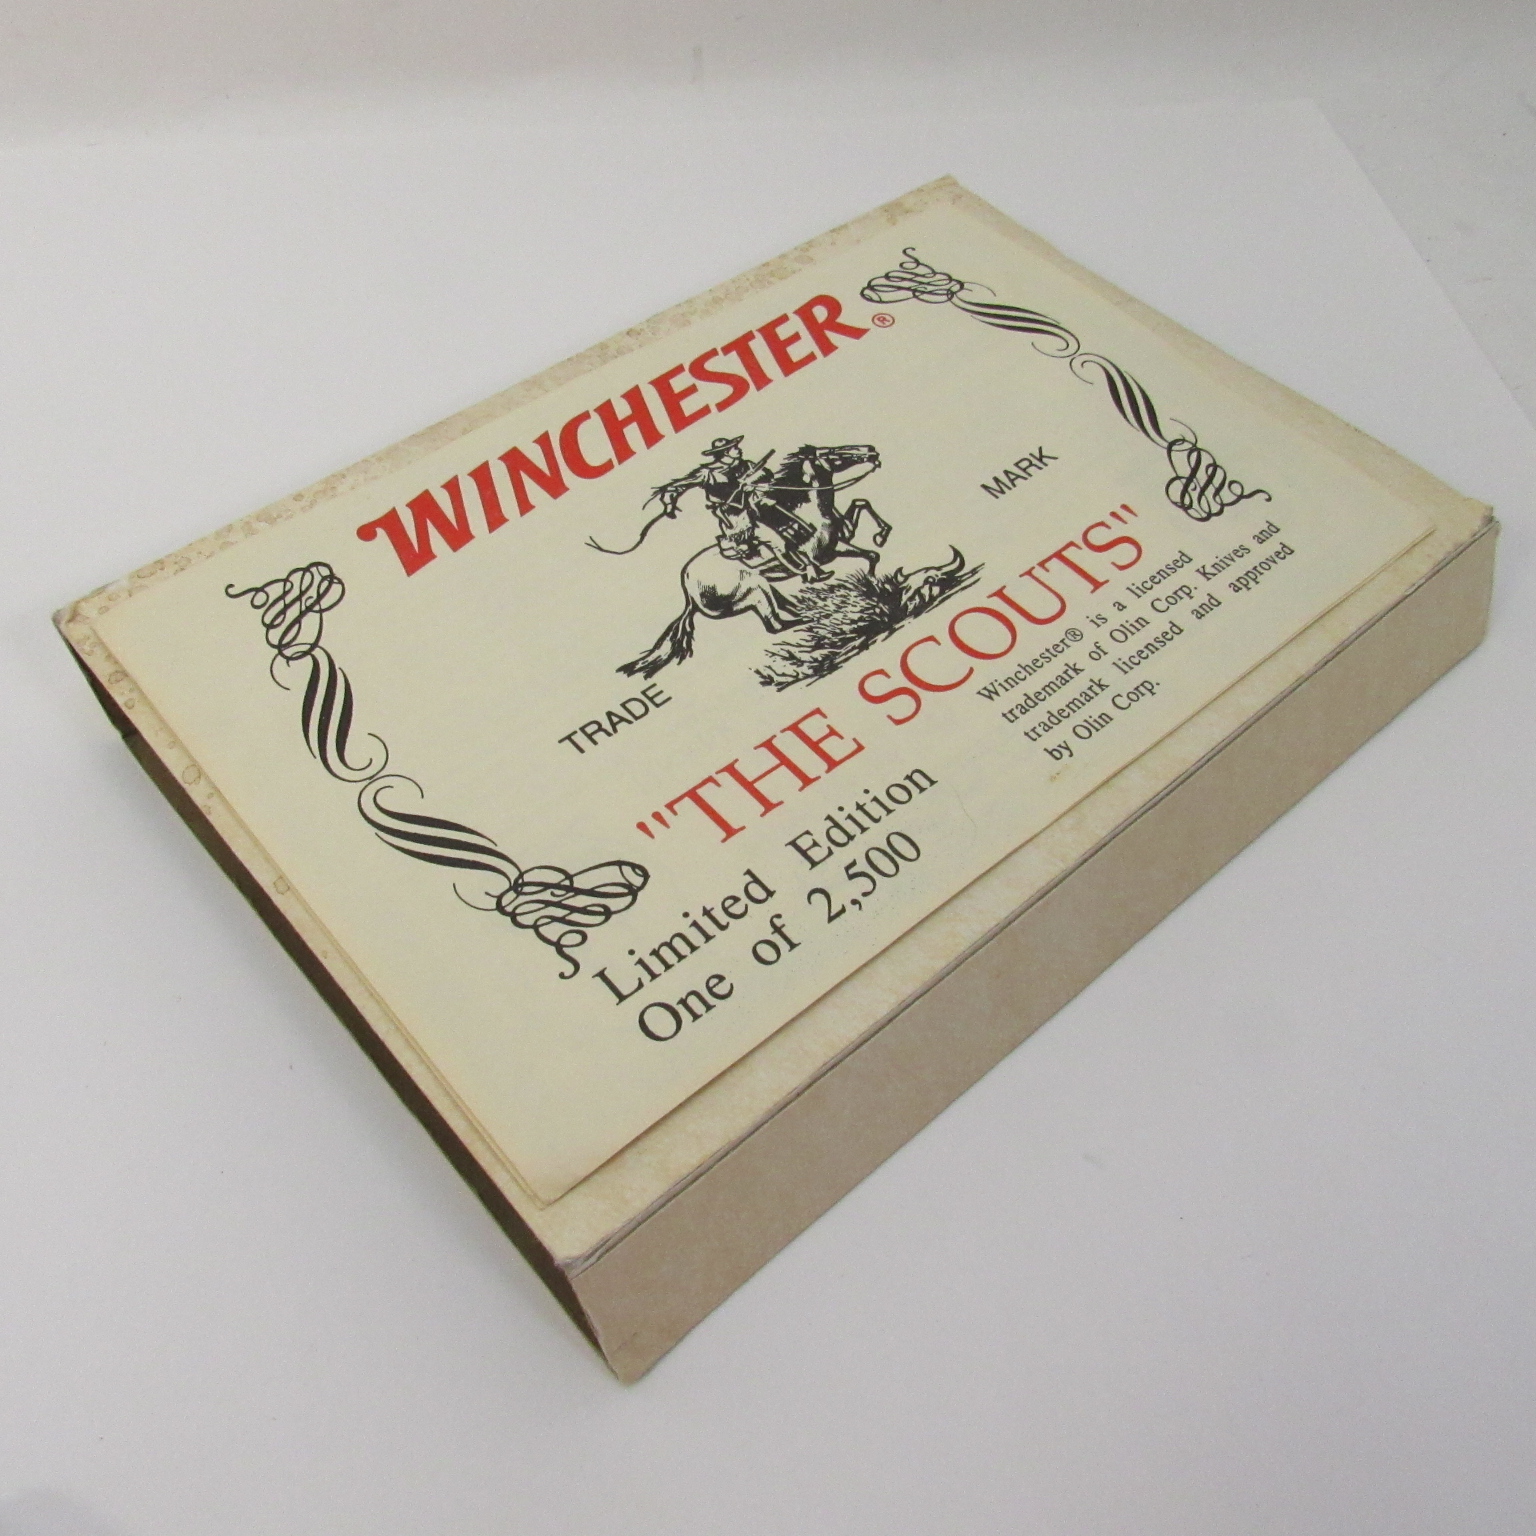 WINCHESTER®
TRADE MARK
"THE SCOUTS"
Limited Edition
One of 2,500
Winchester® is a licensed
trademark of Olin Corp. Knives and
trademark licensed and approved
by Olin Corp.